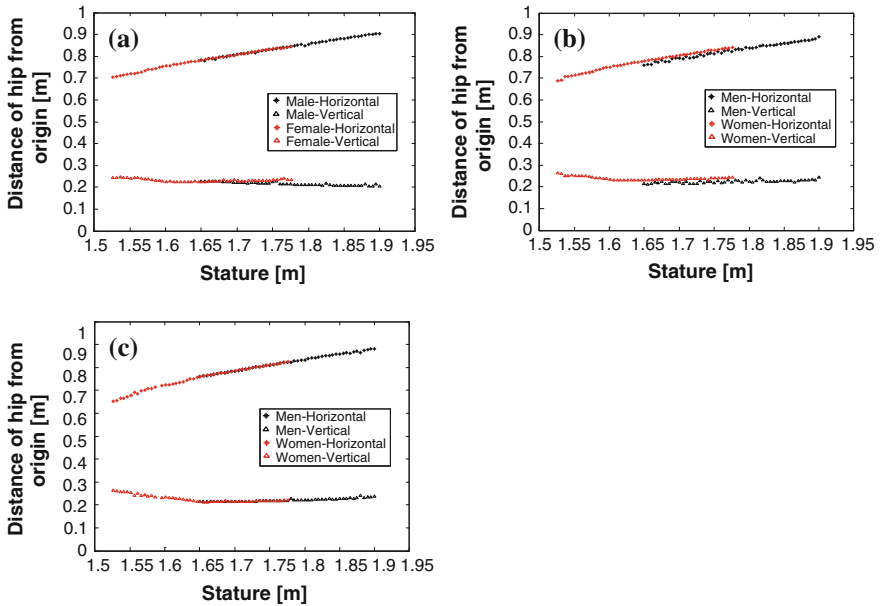 (a)
Distance of hip from
origin [m]
1
0.9
0.8
0.7
0.6
0.5
0.4
0.3
0.2
0.1
0
Male-Horizontal
Male-Vertical
Female-Horizontal
Female-Vertical
1.5 1.55 1.6 1.65 1.7 1.75 1.8 1.85 1.9 1.95
Stature [m]
(b)
Distance of hip from
origin [m]
1
0.9
0.8
0.7
0.6
0.5
0.4
0.3
0.2
0.1
0
Men-Horizontal
Men-Vertical
Women-Horizontal
Women-Vertical
1.5 1.55 1.6 1.65 1.7 1.75 1.8 1.85 1.9 1.95
Stature [m]
(c)
Distance of hip from
origin [m]
1
0.9
0.8
0.7
0.6
0.5
0.4
0.3
0.2
0.1
0
Men-Horizontal
Men-Vertical
Women-Horizontal
Women-Vertical
1.5 1.55 1.6 1.65 1.7 1.75 1.8 1.85 1.9 1.95
Stature [m]